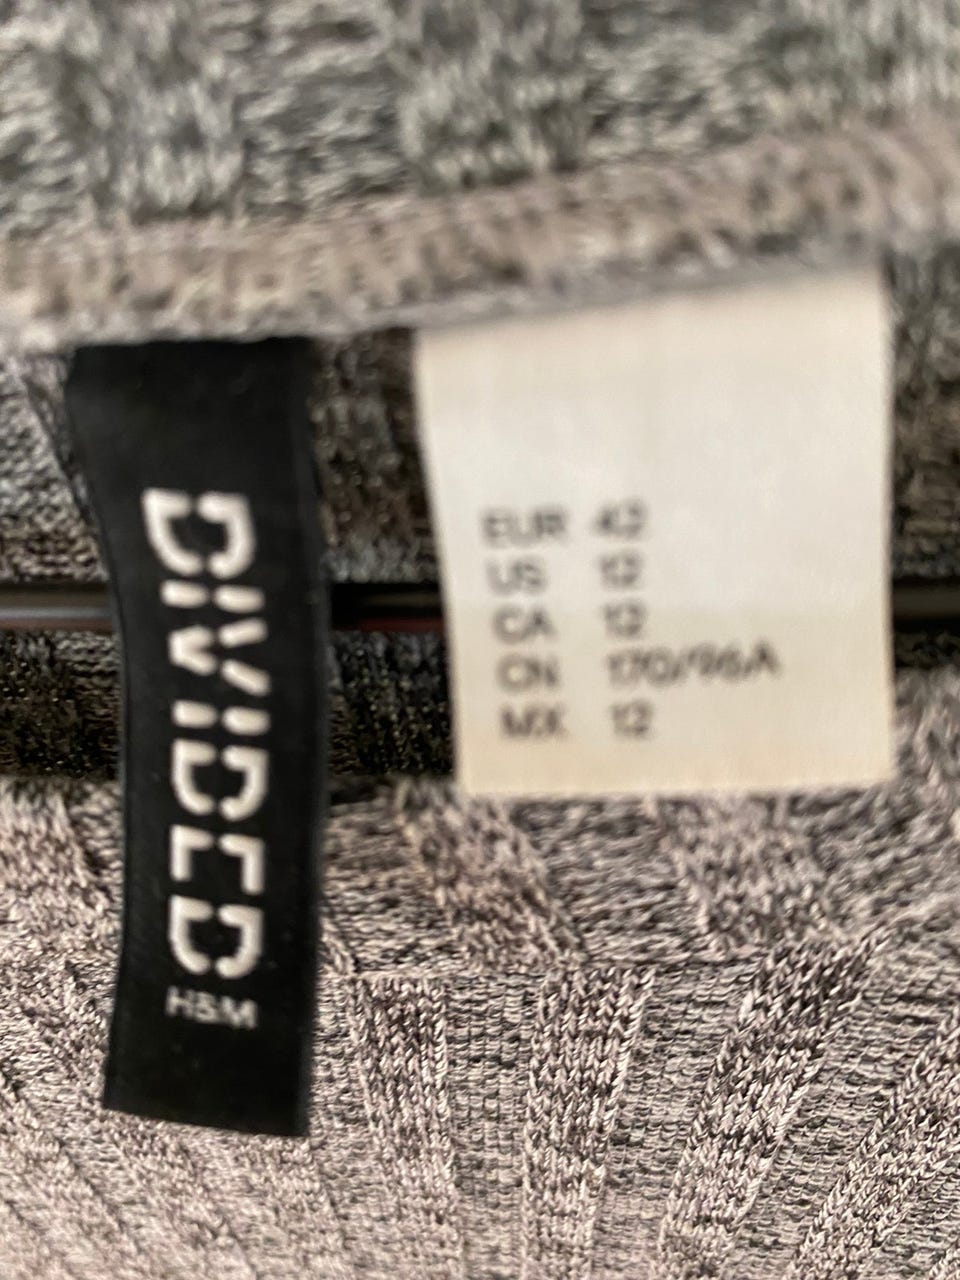 DIVIDED
H&M
EUR 42
US 12
CA 12
CN 170/96A
MX 12